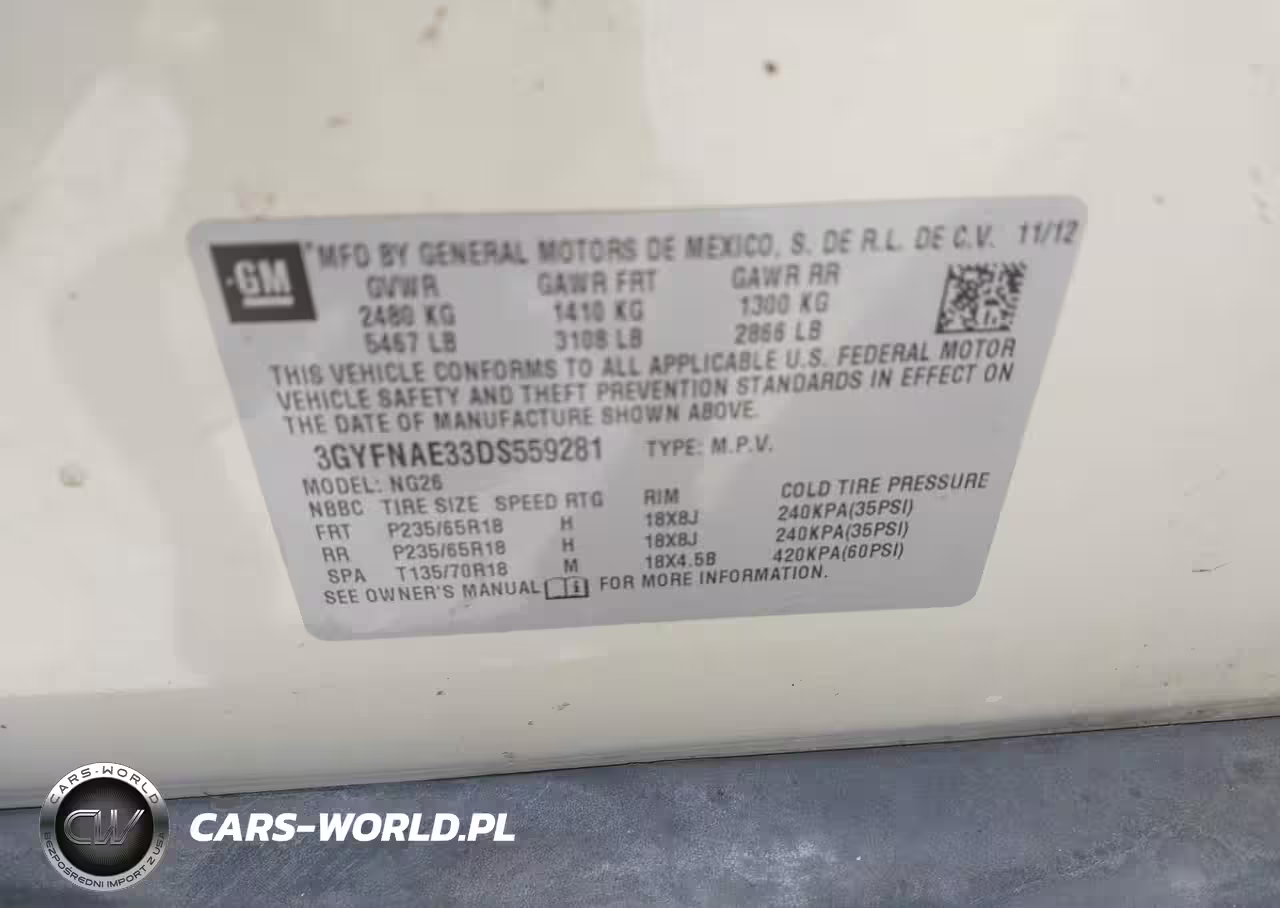 GM
MFD BY GENERAL MOTORS DE MEXICO, S. DE R.L. DE C.V. 11/12
GVWR GAWR FRT GAWR RR
2480 KG 1410 KG 1300 KG
5467 LB 3108 LB 2866 LB
THIS VEHICLE CONFORMS TO ALL APPLICABLE U.S. FEDERAL MOTOR
VEHICLE SAFETY AND THEFT PREVENTION STANDARDS IN EFFECT ON
THE DATE OF MANUFACTURE SHOWN ABOVE.
3GYFNAE33DS559281 TYPE: M.P.V.
MODEL: NG26
NBBC TIRE SIZE SPEED RTG RIM COLD TIRE PRESSURE
FRT P235/65R18 H 18X8J 240KPA(35PSI)
RR P235/65R18 H 18X8J 240KPA(35PSI)
SPA T135/70R18 M 18X4.5B 420KPA(60PSI)
SEE OWNER'S MANUAL FOR MORE INFORMATION.
CARS-WORLD
CW
BEZPOŚREDNI IMPORT Z USA
CARS-WORLD.PL